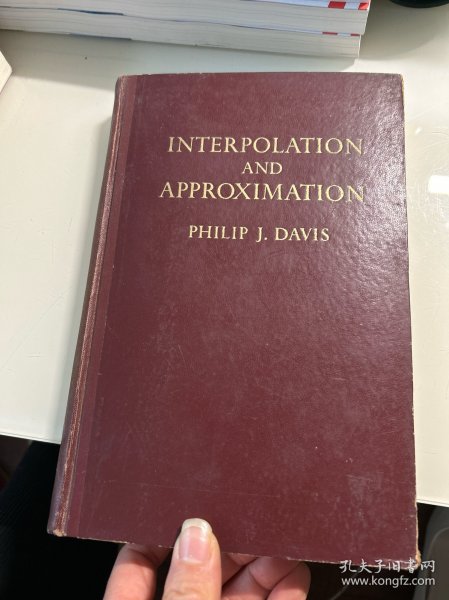 INTERPOLATION
AND
APPROXIMATION
PHILIP J. DAVIS
孔夫子旧书网
www.kongfz.com